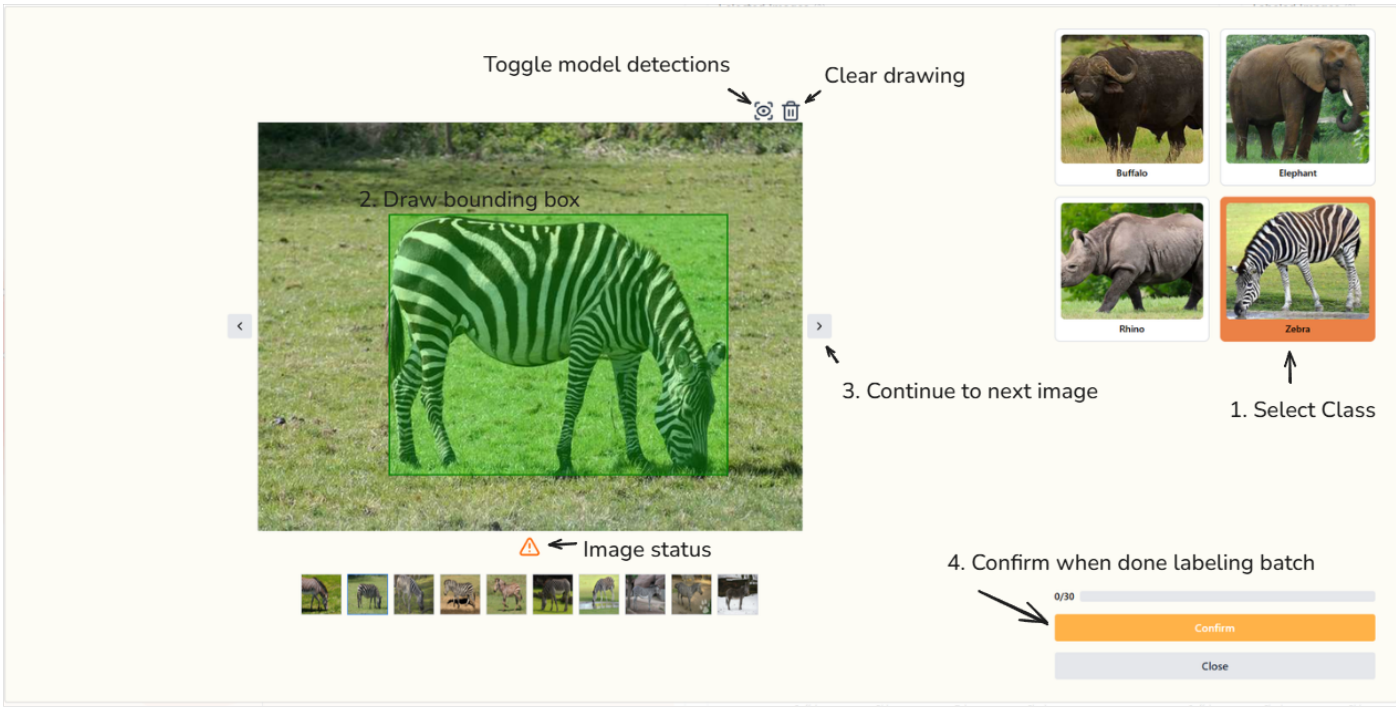 Toggle model detections
Clear drawing
2. Draw bounding box
Buffalo
Elephant
Rhino
Zebra
3. Continue to next image
1. Select Class
Image status
4. Confirm when done labeling batch
0/30
Confirm
Close